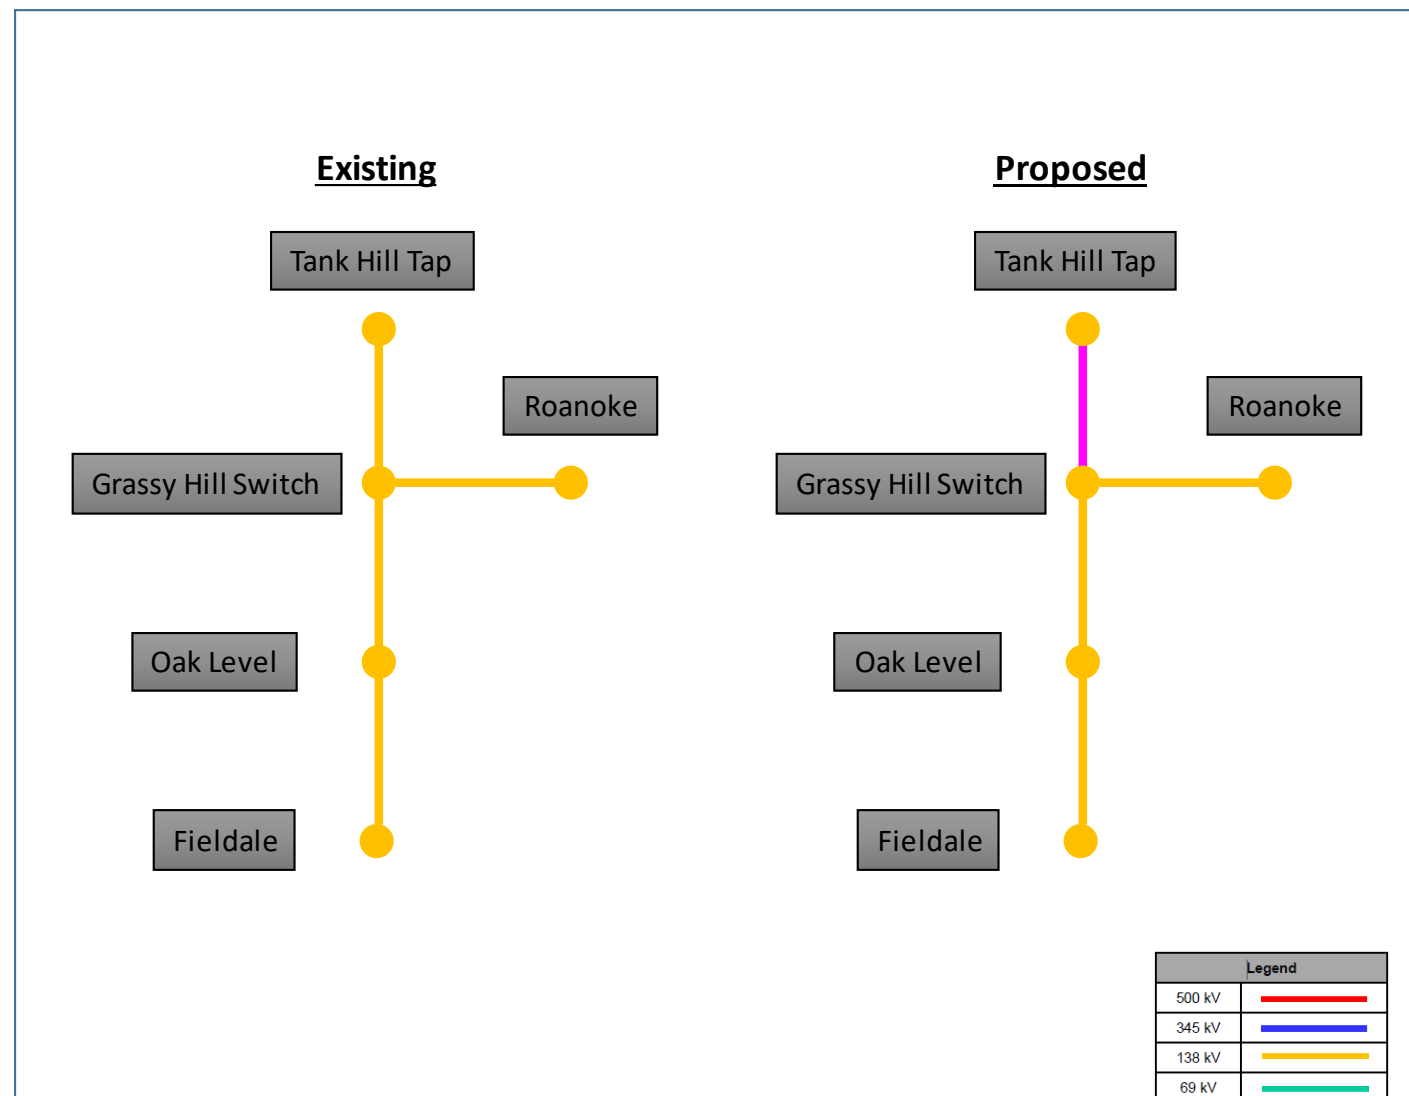 Existing
Proposed
Tank Hill Tap
Tank Hill Tap
Roanoke
Roanoke
Grassy Hill Switch
Grassy Hill Switch
Oak Level
Oak Level
Fieldale
Fieldale
Legend
500 kV
345 kV
138 kV
69 kV